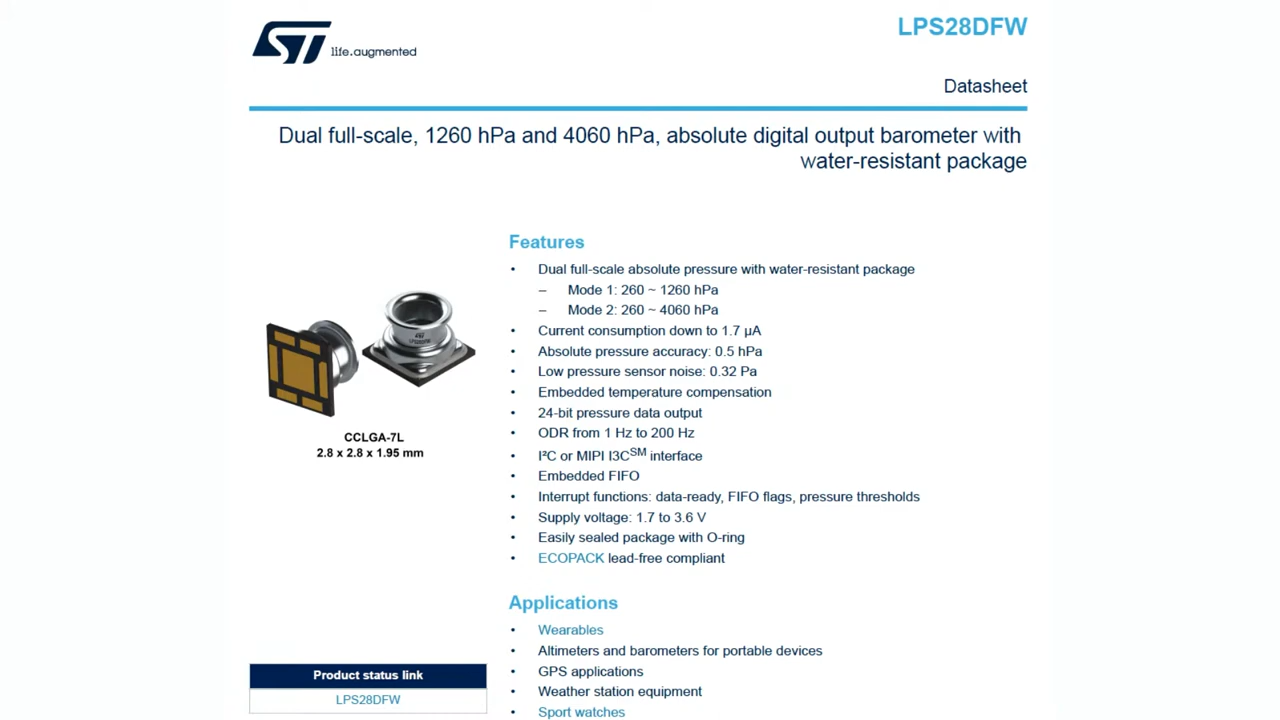 ST life.augmented
LPS28DFW
Datasheet
Dual full-scale, 1260 hPa and 4060 hPa, absolute digital output barometer with
water-resistant package
Features
• Dual full-scale absolute pressure with water-resistant package
– Mode 1: 260 ~ 1260 hPa
– Mode 2: 260 ~ 4060 hPa
• Current consumption down to 1.7 µA
• Absolute pressure accuracy: 0.5 hPa
• Low pressure sensor noise: 0.32 Pa
• Embedded temperature compensation
• 24-bit pressure data output
• ODR from 1 Hz to 200 Hz
• I²C or MIPI I3CSM interface
• Embedded FIFO
• Interrupt functions: data-ready, FIFO flags, pressure thresholds
• Supply voltage: 1.7 to 3.6 V
• Easily sealed package with O-ring
• ECOPACK lead-free compliant
ST
CCLGA-7L
2.8 x 2.8 x 1.95 mm
Applications
• Wearables
• Altimeters and barometers for portable devices
• GPS applications
• Weather station equipment
• Sport watches
Product status link
LPS28DFW